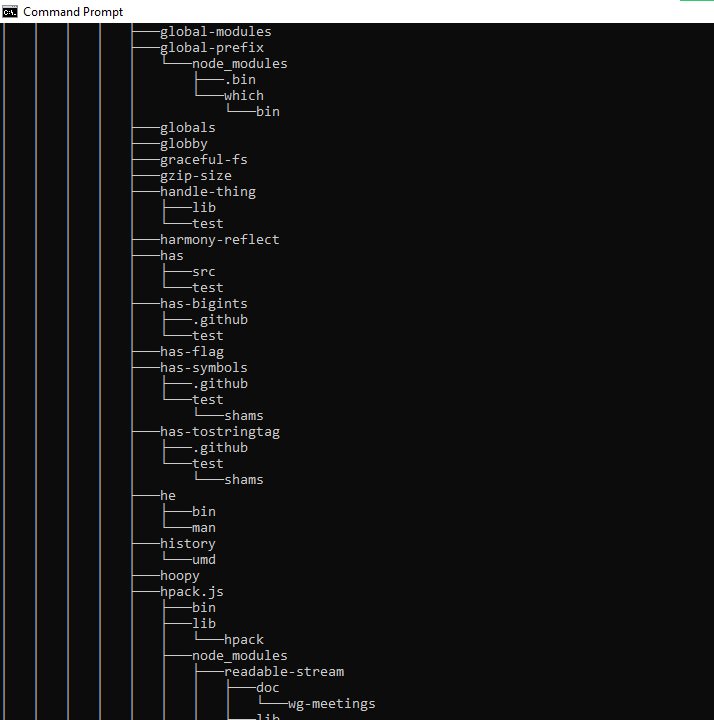 Command Prompt
global-modules
global-prefix
node_modules
.bin
which
bin
globals
globby
graceful-fs
gzip-size
handle-thing
lib
test
harmony-reflect
has
src
test
has-bigints
.github
test
has-flag
has-symbols
.github
test
shams
has-tostringtag
.github
test
shams
he
bin
man
history
umd
hoopy
hpack.js
bin
lib
hpack
node_modules
readable-stream
doc
wg-meetings
lib